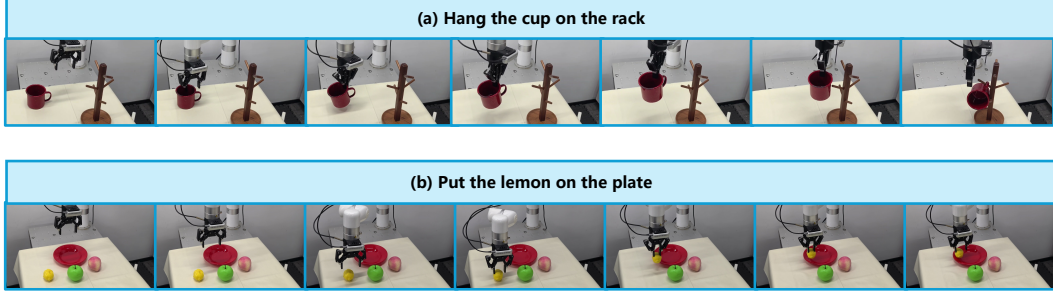 (a) Hang the cup on the rack
(b) Put the lemon on the plate